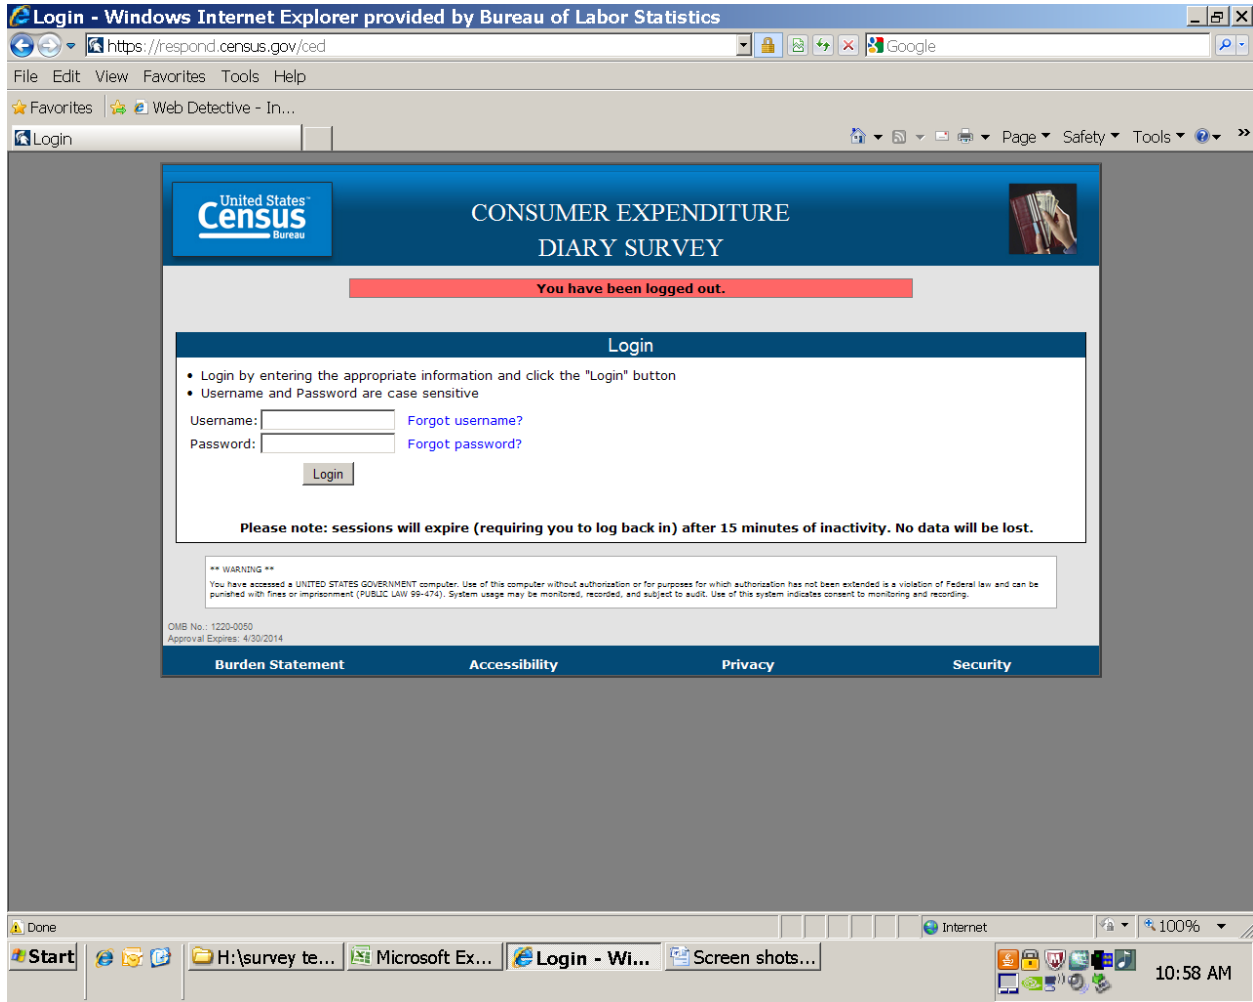 Login - Windows Internet Explorer provided by Bureau of Labor Statistics
https://respond.census.gov/ced
Google
File Edit View Favorites Tools Help
Favorites Web Detective - In...
Login
Page Safety Tools »
United States™
Census
Bureau
CONSUMER EXPENDITURE
DIARY SURVEY
You have been logged out.
Login
• Login by entering the appropriate information and click the "Login" button
• Username and Password are case sensitive
Username: Forgot username?
Password: Forgot password?
Login
Please note: sessions will expire (requiring you to log back in) after 15 minutes of inactivity. No data will be lost.
** WARNING **
You have accessed a UNITED STATES GOVERNMENT computer. Use of this computer without authorization or for purposes for which authorization has not been extended is a violation of Federal law and can be
punished with fines or imprisonment (PUBLIC LAW 99-474). System usage may be monitored, recorded, and subject to audit. Use of this system indicates consent to monitoring and recording.
OMB No.: 1220-0050
Approval Expires: 4/30/2014
Burden Statement Accessibility Privacy Security
Done Internet 100%
Start H:\survey te... Microsoft Ex... Login - Wi... Screen shots... 10:58 AM